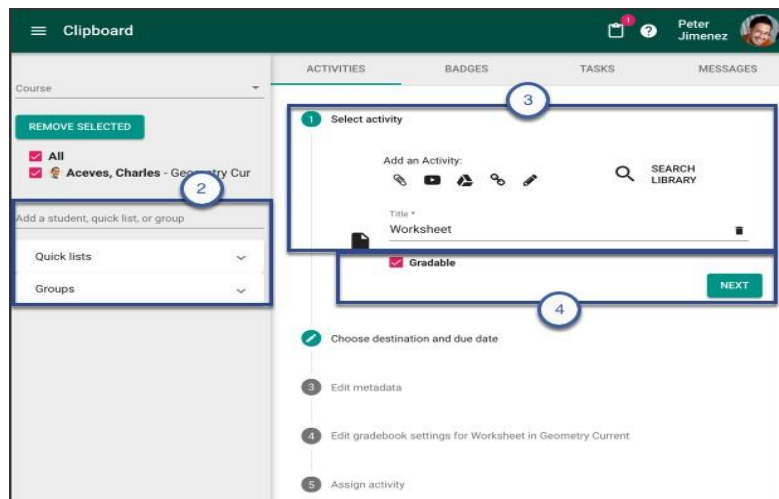 Clipboard
1
Peter
Jimenez
Course
REMOVE SELECTED
All
Aceves, Charles - Geometry Cur
2
Add a student, quick list, or group
Quick lists
Groups
ACTIVITIES
BADGES
TASKS
MESSAGES
3
1 Select activity
Add an Activity:
SEARCH
LIBRARY
Title *
Worksheet
Gradable
NEXT
4
Choose destination and due date
3 Edit metadata
4 Edit gradebook settings for Worksheet in Geometry Current
5 Assign activity